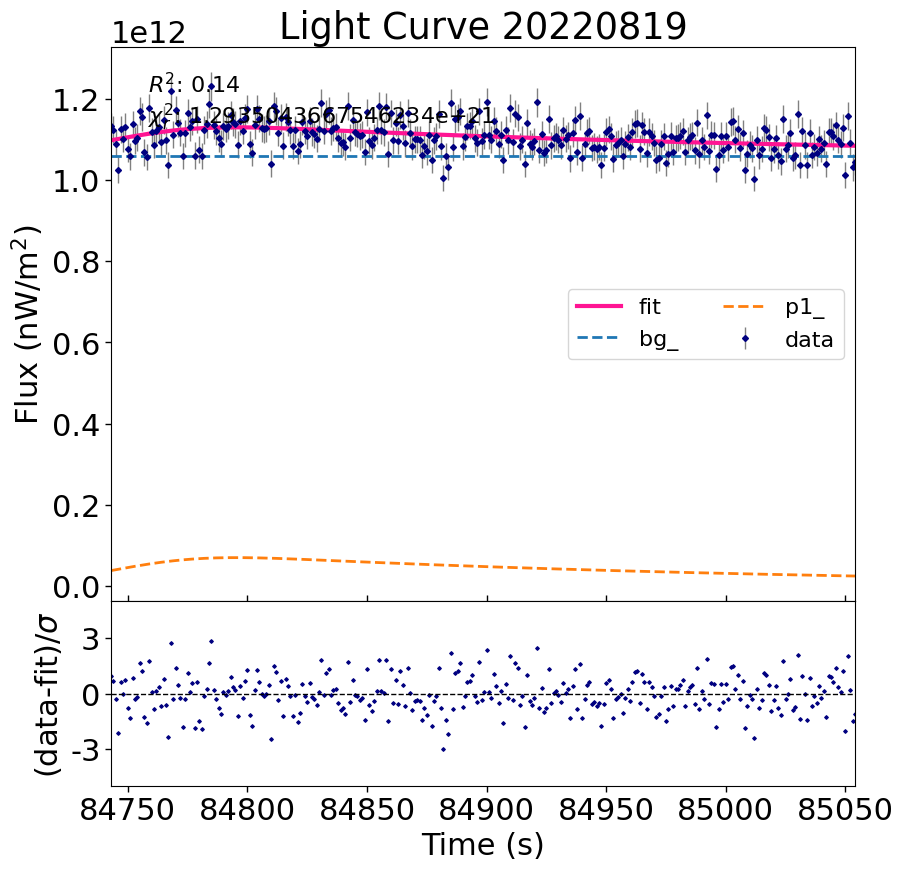 Light Curve 20220819
1e12
R²: 0.14
χ²: 1.2935043667546234e+21
1.2
1.0
0.8
0.6
0.4
0.2
0.0
Flux (nW/m²)
fit
bg_
p1_
data
3
0
-3
(data-fit)/σ
84750 84800 84850 84900 84950 85000 85050
Time (s)